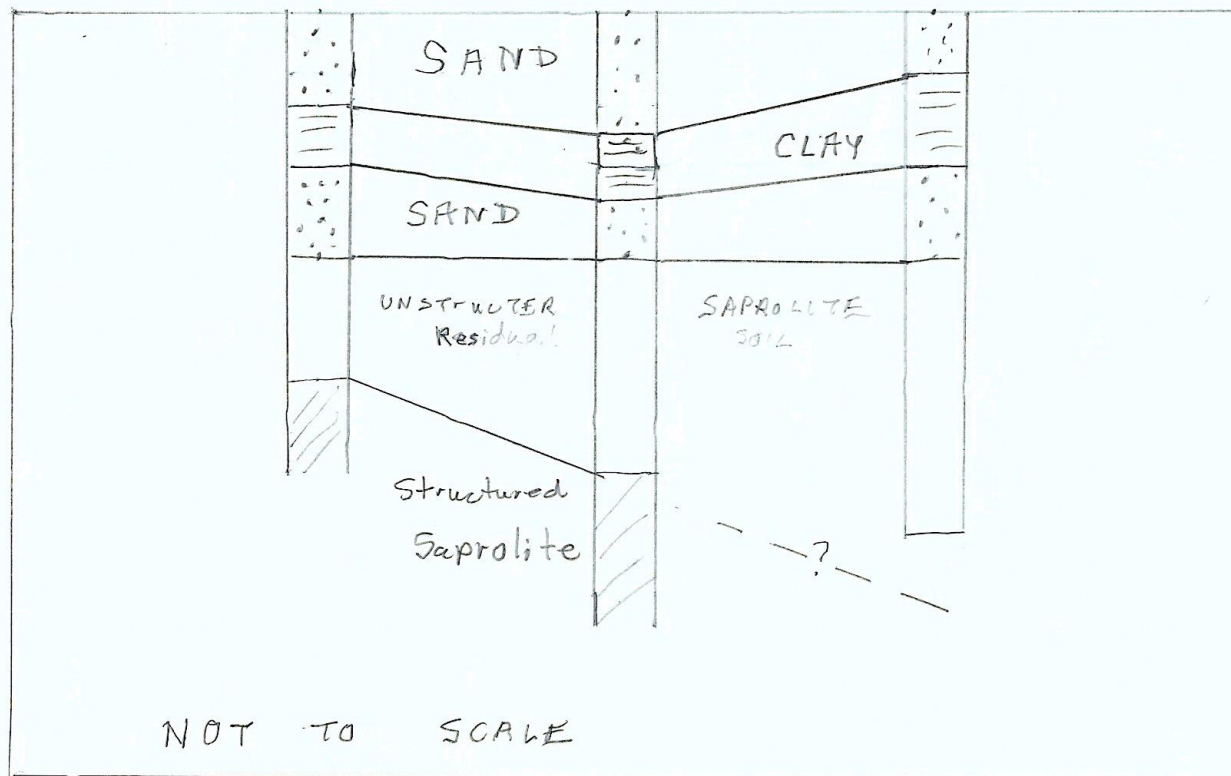 SAND
CLAY
SAND
UNSTrUCTER
Residual
SAPROLITE
SOIL
Structured
Saprolite
?
NOT TO SCALE